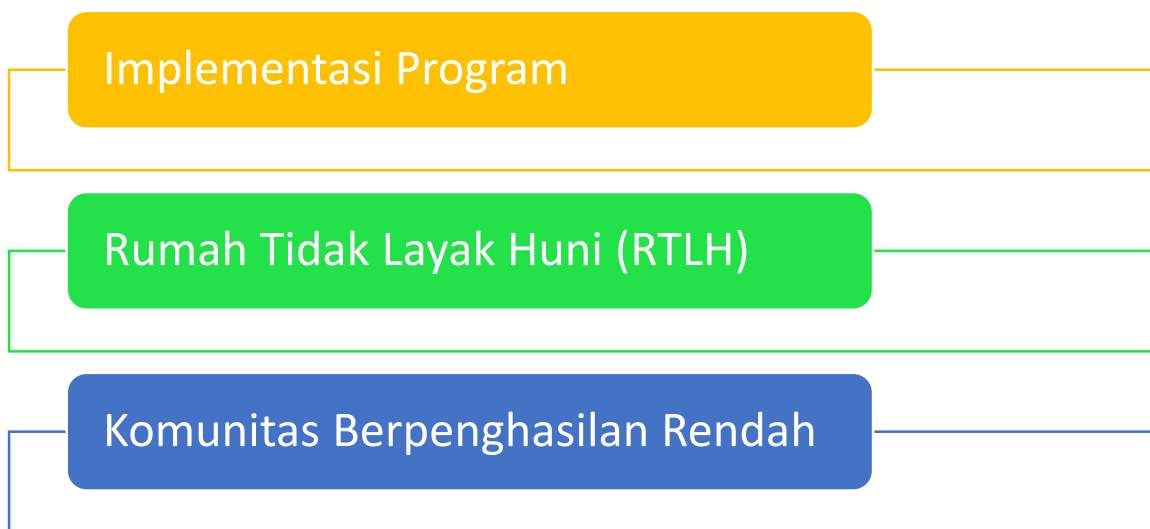 Implementasi Program
Rumah Tidak Layak Huni (RTLH)
Komunitas Berpenghasilan Rendah